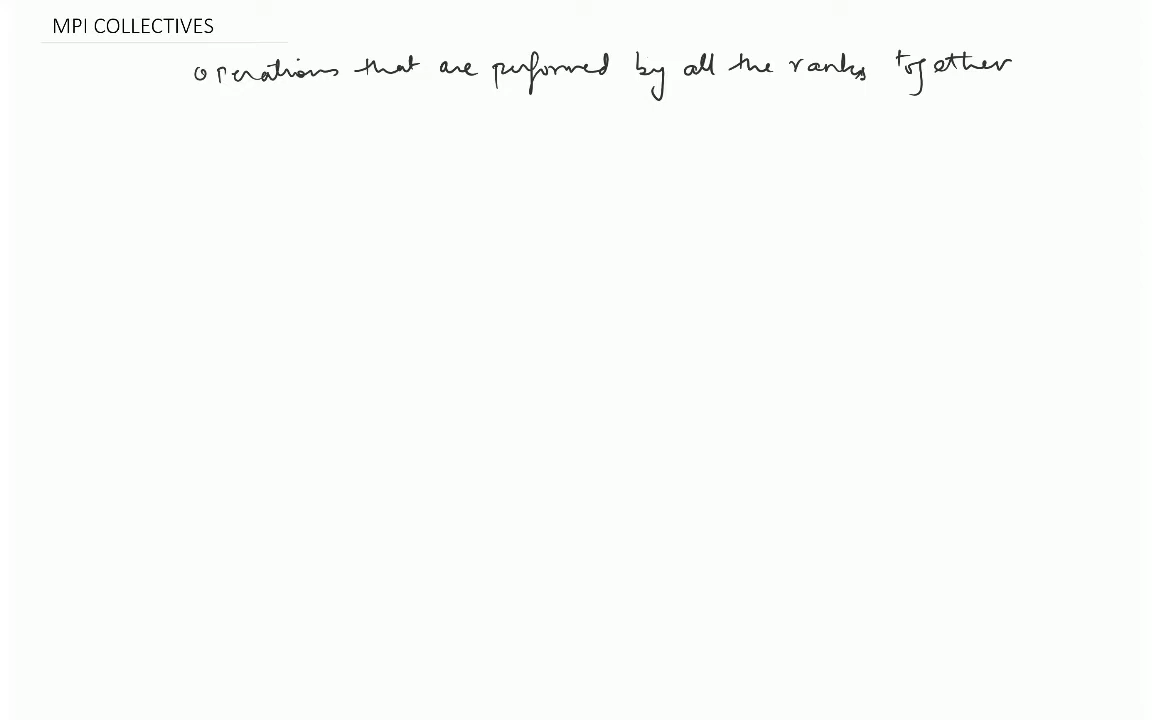 MPI COLLECTIVES
operations that are performed by all the ranks together